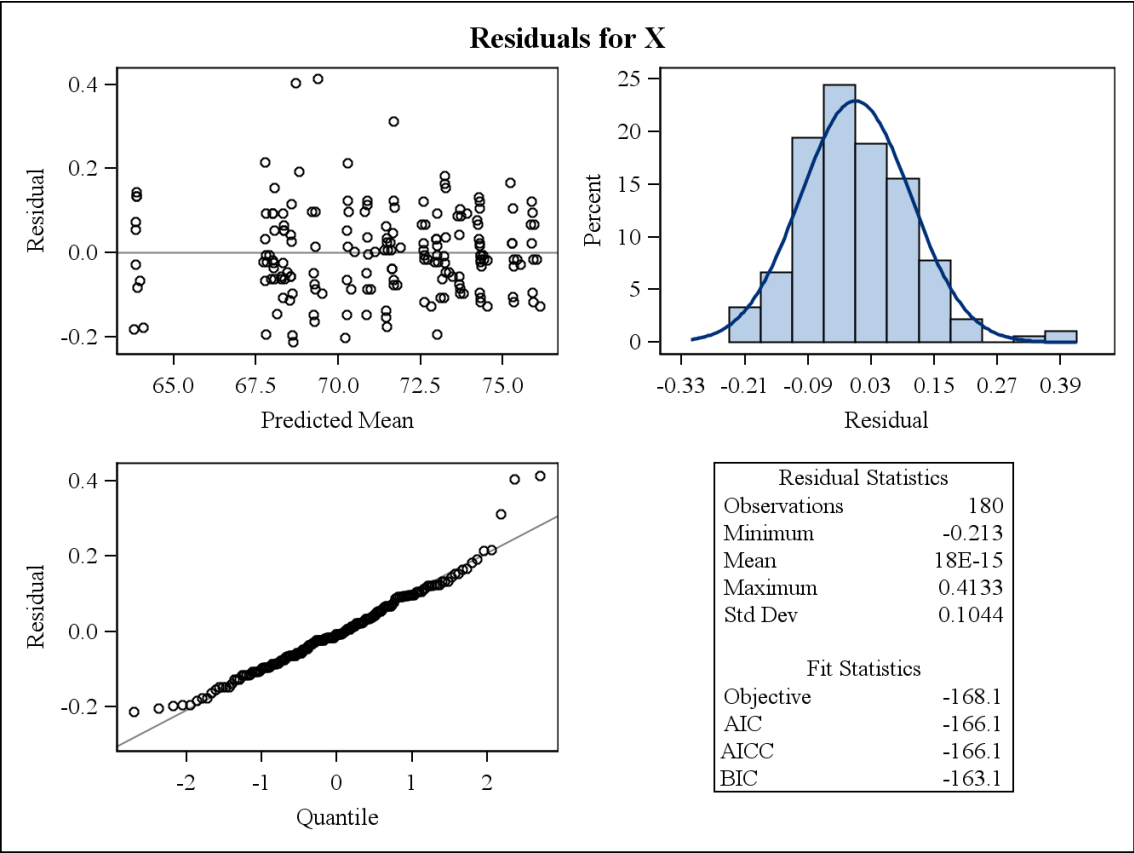 Residuals for X
0.4
0.2
0.0
-0.2
Residual
65.0 67.5 70.0 72.5 75.0
Predicted Mean
25
20
15
10
5
0
Percent
-0.33 -0.21 -0.09 0.03 0.15 0.27 0.39
Residual
0.4
0.2
0.0
-0.2
Residual
-2 -1 0 1 2
Quantile
Residual Statistics
Observations 180
Minimum -0.213
Mean 18E-15
Maximum 0.4133
Std Dev 0.1044
Fit Statistics
Objective -168.1
AIC -166.1
AICC -166.1
BIC -163.1